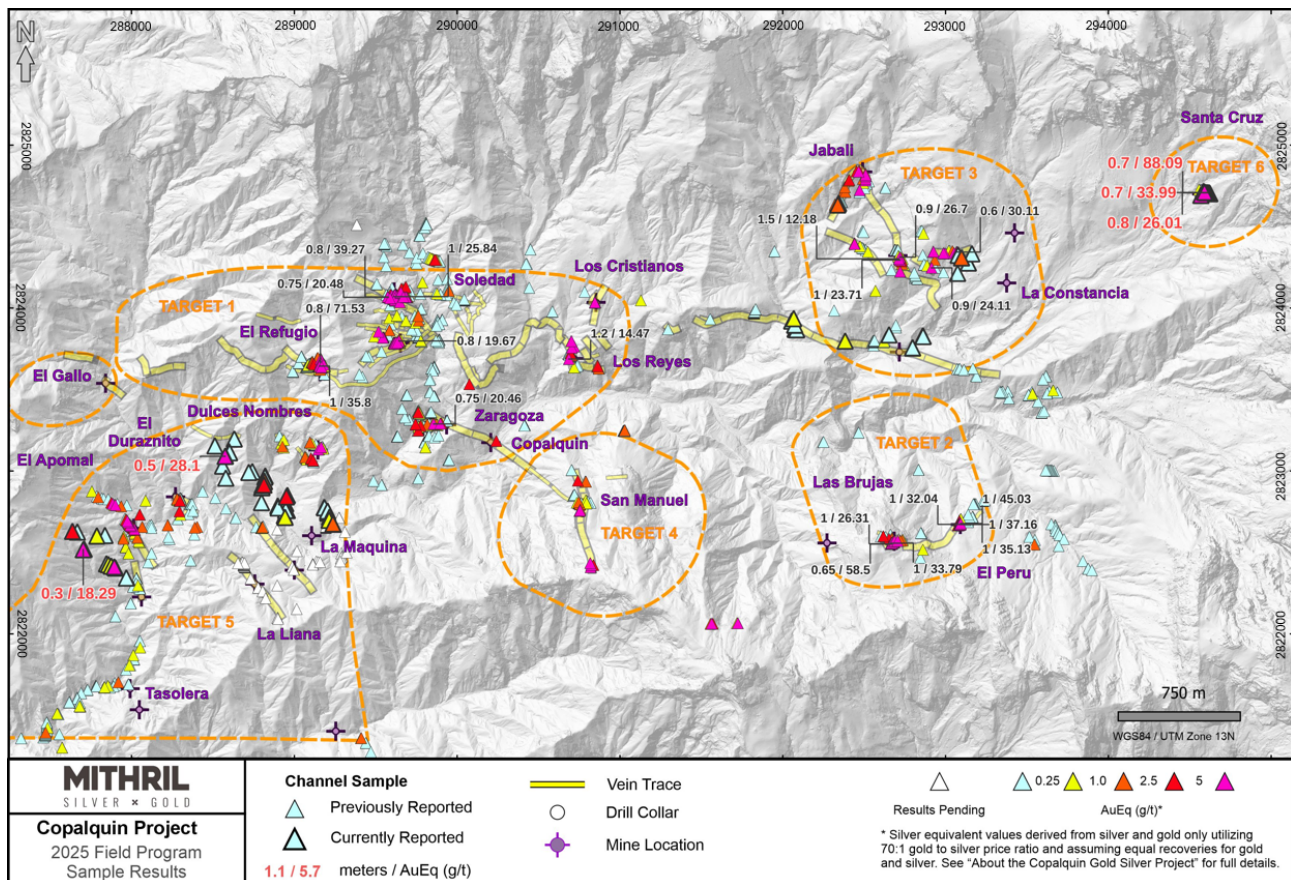 288000
289000
290000
292000
293000
294000
N
2825000
2825000
Santa Cruz
Jabali
TARGET 3
TARGET 6
0.7 / 88.09
0.7 / 33.99
0.8 / 26.01
1.5 / 12.18
0.9 / 26.7
0.6 / 30.11
0.8 / 39.27
1 / 25.84
0.75 / 20.48
Soledad
Los Cristianos
1 / 23.71
0.9 / 24.11
La Constancia
2824000
2824000
TARGET 1
0.8 / 71.53
El Refugio
0.8 / 19.67
1.2 / 14.47
Los Reyes
El Gallo
1 / 35.8
0.75 / 20.46
Dulces Nombres
Zaragoza
El
Duraznito
Copalquin
TARGET 2
El Apomal
0.5 / 28.1
2823000
Las Brujas
San Manuel
1 / 32.04
1 / 45.03
1 / 26.31
1 / 37.16
TARGET 4
La Maquina
1 / 35.13
0.65 / 58.5
1 / 33.79
El Peru
0.3 / 18.29
TARGET 5
La Llana
2822000
2822000
Tasolera
750 m
WGS84 / UTM Zone 13N
MITHRIL
SILVER × GOLD
Copalquin Project
2025 Field Program
Sample Results
Channel Sample
Previously Reported
Currently Reported
1.1 / 5.7 meters / AuEq (g/t)
Vein Trace
Drill Collar
Mine Location
0.25 1.0 2.5 5
Results Pending AuEq (g/t)*
* Silver equivalent values derived from silver and gold only utilizing
70:1 gold to silver price ratio and assuming equal recoveries for gold
and silver. See “About the Copalquin Gold Silver Project” for full details.